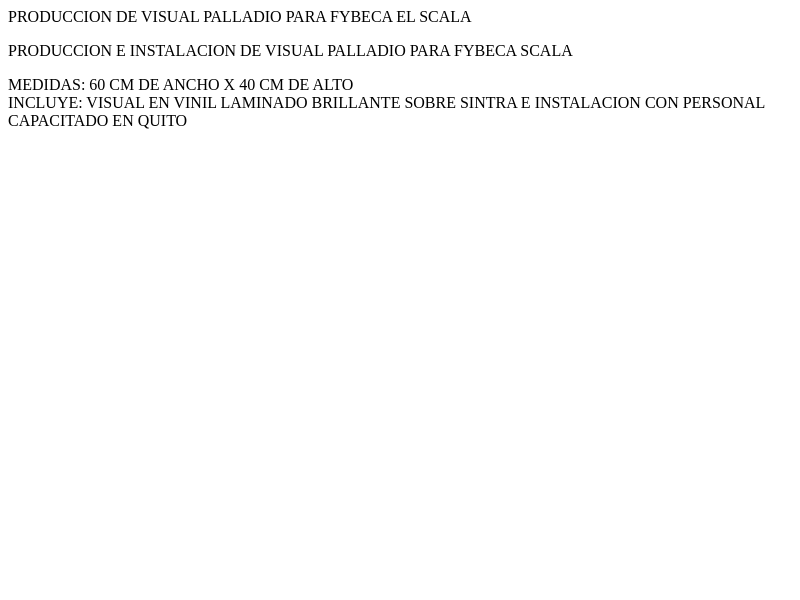 PRODUCCION DE VISUAL PALLADIO PARA FYBECA EL SCALA
PRODUCCION E INSTALACION DE VISUAL PALLADIO PARA FYBECA SCALA
MEDIDAS: 60 CM DE ANCHO X 40 CM DE ALTO
INCLUYE: VISUAL EN VINIL LAMINADO BRILLANTE SOBRE SINTRA E INSTALACION CON PERSONAL
CAPACITADO EN QUITO